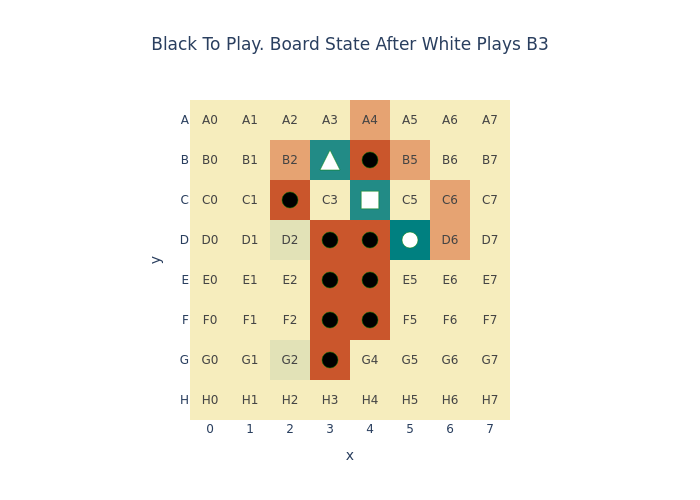 Black To Play. Board State After White Plays B3
A A0 A1 A2 A3 A4 A5 A6 A7
B B0 B1 B2 B5 B6 B7
C C0 C1 C3 C5 C6 C7
D D0 D1 D2 D6 D7
E E0 E1 E2 E5 E6 E7
F F0 F1 F2 F5 F6 F7
G G0 G1 G2 G4 G5 G6 G7
H H0 H1 H2 H3 H4 H5 H6 H7
0 1 2 3 4 5 6 7
x
y